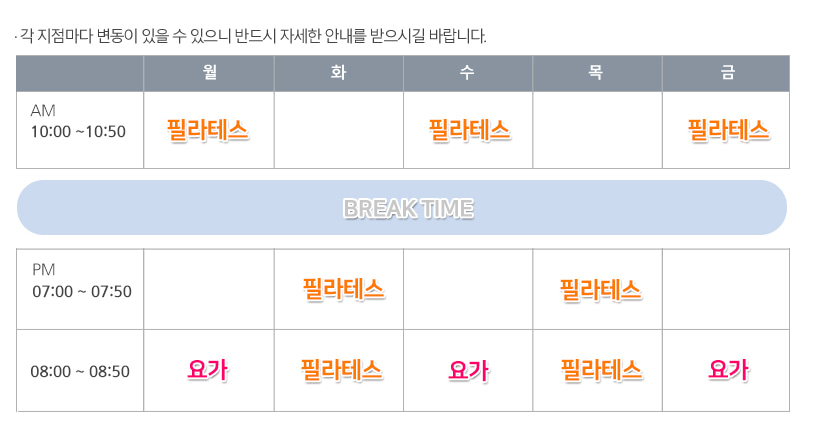 · 각 지점마다 변동이 있을 수 있으니 반드시 자세한 안내를 받으시길 바랍니다.
월 화 수 목 금
AM
10:00 ~10:50 필라테스 필라테스 필라테스
BREAK TIME
PM
07:00 ~ 07:50 필라테스 필라테스
08:00 ~ 08:50 요가 필라테스 요가 필라테스 요가